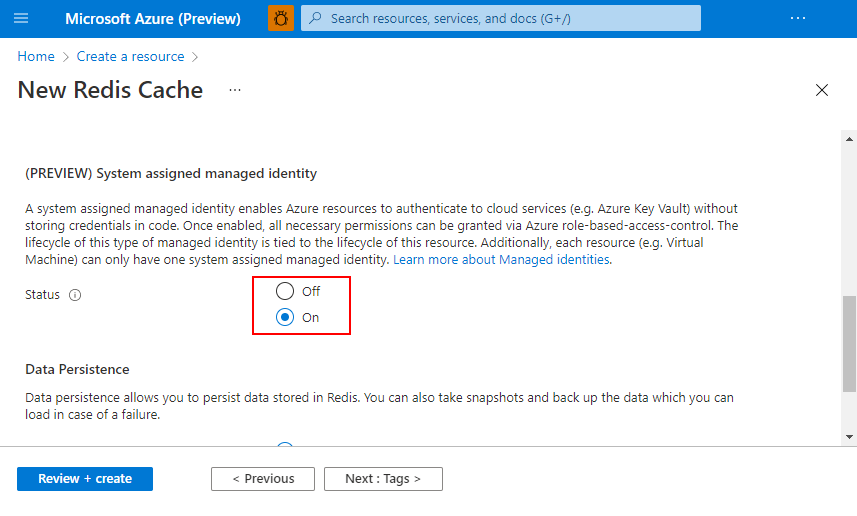 Microsoft Azure (Preview)
Search resources, services, and docs (G+/)
Home > Create a resource >
New Redis Cache
(PREVIEW) System assigned managed identity
A system assigned managed identity enables Azure resources to authenticate to cloud services (e.g. Azure Key Vault) without
storing credentials in code. Once enabled, all necessary permissions can be granted via Azure role-based-access-control. The
lifecycle of this type of managed identity is tied to the lifecycle of this resource. Additionally, each resource (e.g. Virtual
Machine) can only have one system assigned managed identity. Learn more about Managed identities.
Status
Off
On
Data Persistence
Data persistence allows you to persist data stored in Redis. You can also take snapshots and back up the data which you can
load in case of a failure.
Review + create
< Previous
Next : Tags >